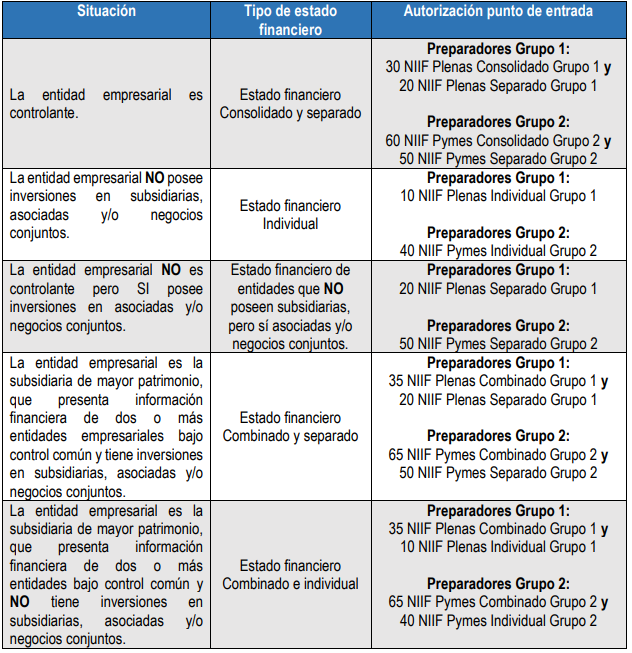 Situación
Tipo de estado
financiero
Autorización punto de entrada
La entidad empresarial es
controlante.
Estado financiero
Consolidado y separado
Preparadores Grupo 1:
30 NIIF Plenas Consolidado Grupo 1 y
20 NIIF Plenas Separado Grupo 1
Preparadores Grupo 2:
60 NIIF Pymes Consolidado Grupo 2 y
50 NIIF Pymes Separado Grupo 2
La entidad empresarial NO posee
inversiones en subsidiarias,
asociadas y/o negocios
conjuntos.
Estado financiero
Individual
Preparadores Grupo 1:
10 NIIF Plenas Individual Grupo 1
Preparadores Grupo 2:
40 NIIF Pymes Individual Grupo 2
La entidad empresarial NO es
controlante pero SI posee
inversiones en asociadas y/o
negocios conjuntos.
Estado financiero de
entidades que NO
poseen subsidiarias,
pero sí asociadas y/o
negocios conjuntos.
Preparadores Grupo 1:
20 NIIF Plenas Separado Grupo 1
Preparadores Grupo 2:
50 NIIF Pymes Separado Grupo 2
La entidad empresarial es la
subsidiaria de mayor patrimonio,
que presenta información
financiera de dos o más
entidades empresariales bajo
control común y tiene inversiones
en subsidiarias, asociadas y/o
negocios conjuntos.
Estado financiero
Combinado y separado
Preparadores Grupo 1:
35 NIIF Plenas Combinado Grupo 1 y
20 NIIF Plenas Separado Grupo 1
Preparadores Grupo 2:
65 NIIF Pymes Combinado Grupo 2 y
50 NIIF Pymes Separado Grupo 2
La entidad empresarial es la
subsidiaria de mayor patrimonio,
que presenta información
financiera de dos o más
entidades bajo control común y
NO tiene inversiones en
subsidiarias, asociadas y/o
negocios conjuntos.
Estado financiero
Combinado e individual
Preparadores Grupo 1:
35 NIIF Plenas Combinado Grupo 1 y
10 NIIF Plenas Individual Grupo 1
Preparadores Grupo 2:
65 NIIF Pymes Combinado Grupo 2 y
40 NIIF Pymes Individual Grupo 2